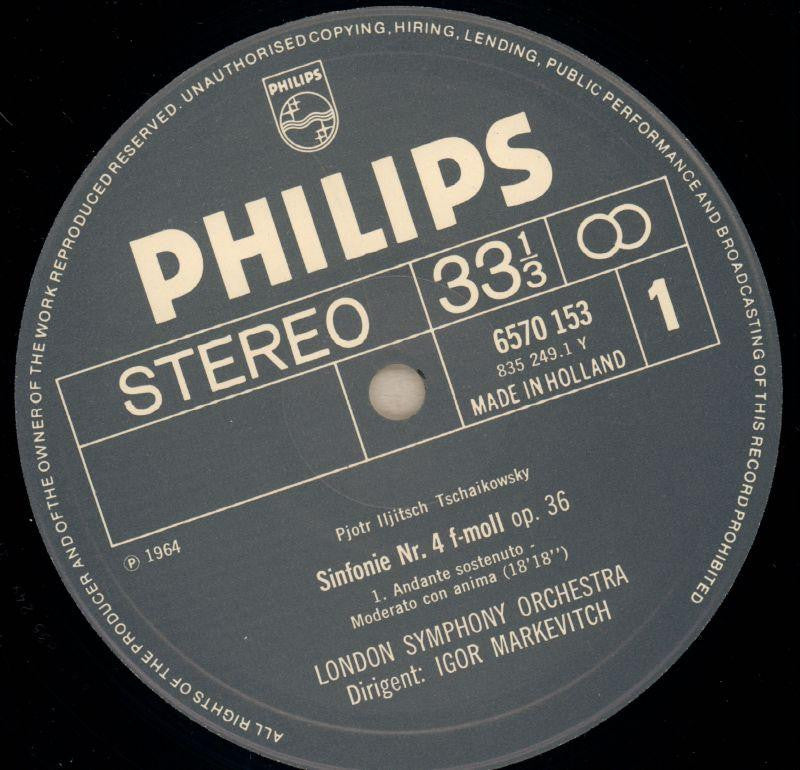 ALL RIGHTS OF THE PRODUCER AND OF THE OWNER OF THE WORK REPRODUCED RESERVED. UNAUTHORISED COPYING, HIRING, LENDING, PUBLIC PERFORMANCE AND BROADCASTING OF THIS RECORD PROHIBITED
PHILIPS
PHILIPS
STEREO
33 1/3
6570 153
835 249.1 Y
MADE IN HOLLAND
1
Ⓟ 1964
Pjotr Iljitsch Tschaikowsky
Sinfonie Nr. 4 f-moll op. 36
1. Andante sostenuto -
Moderato con anima (18'18'')
LONDON SYMPHONY ORCHESTRA
Dirigent: IGOR MARKEVITCH